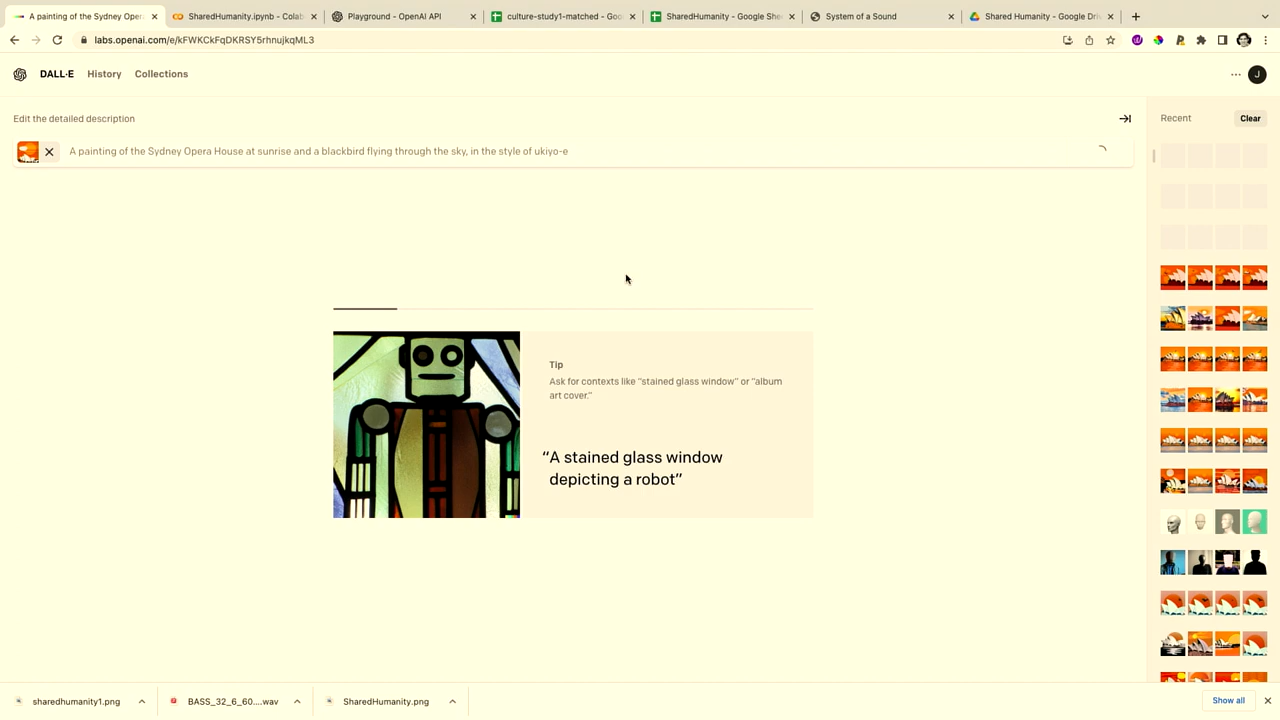 A painting of the Sydney Oper
SharedHumanity.ipynb - Colab
Playground - OpenAI API
culture-study1-matched - Goo
SharedHumanity - Google She
System of a Sound
Shared Humanity - Google Driv
labs.openai.com/e/kFWKCkFqDKRSY5rhnujkqML3
DALL·E
History
Collections
J
Edit the detailed description
Recent
Clear
A painting of the Sydney Opera House at sunrise and a blackbird flying through the sky, in the style of ukiyo-e
Tip
Ask for contexts like "stained glass window" or "album
art cover."
“A stained glass window
depicting a robot”
sharedhumanity1.png
BASS_32_6_60....wav
SharedHumanity.png
Show all